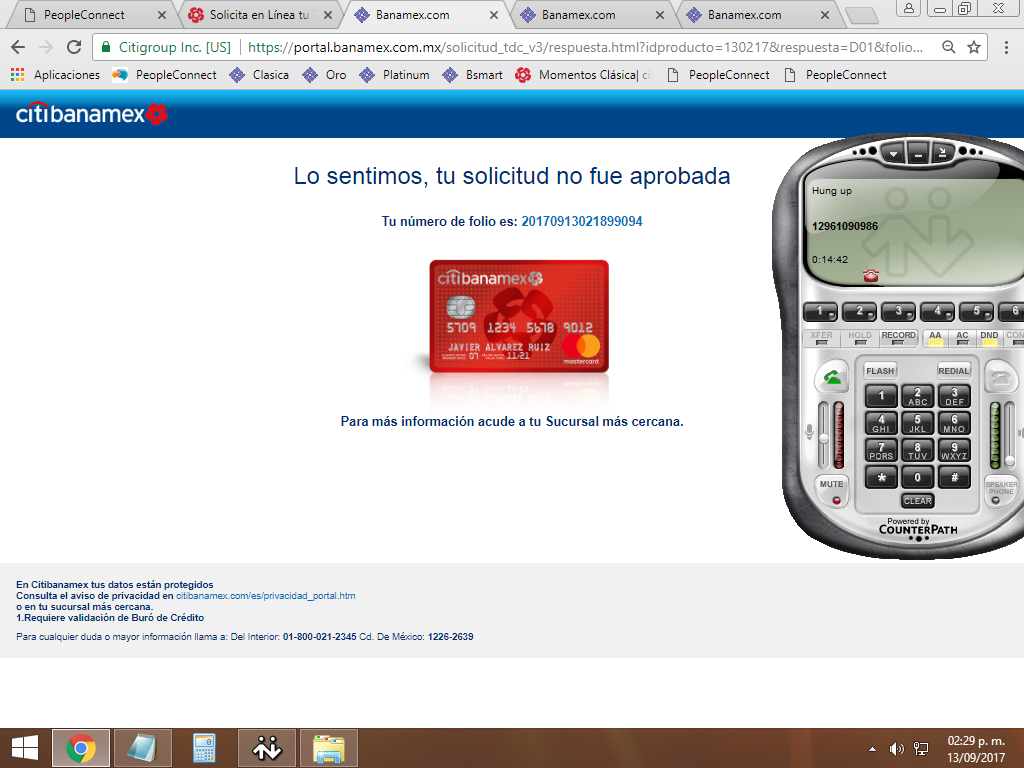 PeopleConnect
Solicita en Línea tu
Banamex.com
Banamex.com
Banamex.com
Citigroup Inc. [US]
https://portal.banamex.com.mx/solicitud_tdc_v3/respuesta.html?idproducto=130217&respuesta=D01&folio...
Aplicaciones
PeopleConnect
Clasica
Oro
Platinum
Bsmart
Momentos Clásica| ci
PeopleConnect
PeopleConnect
citibanamex
Lo sentimos, tu solicitud no fue aprobada
Tu número de folio es: 20170913021899094
citibanamex
5709 1234 5678 9012
07 11/21
JAVIER ALVAREZ RUIZ
mastercard
Para más información acude a tu Sucursal más cercana.
Hung up
12961090986
0:14:42
1 2 3 4 5 6
XFER HOLD RECORD AA AC DND CON
FLASH REDIAL
1 2 ABC 3 DEF
4 GHI 5 JKL 6 MNO
7 PQRS 8 TUV 9 WXYZ
* 0 #
MUTE
SPEAKER PHONE
CLEAR
Powered by
COUNTERPATH
En Citibanamex tus datos están protegidos
Consulta el aviso de privacidad en citibanamex.com/es/privacidad_portal.htm
o en tu sucursal más cercana.
1.Requiere validación de Buró de Crédito
Para cualquier duda o mayor información llama a: Del Interior: 01-800-021-2345 Cd. De México: 1226-2639
02:29 p. m.
13/09/2017